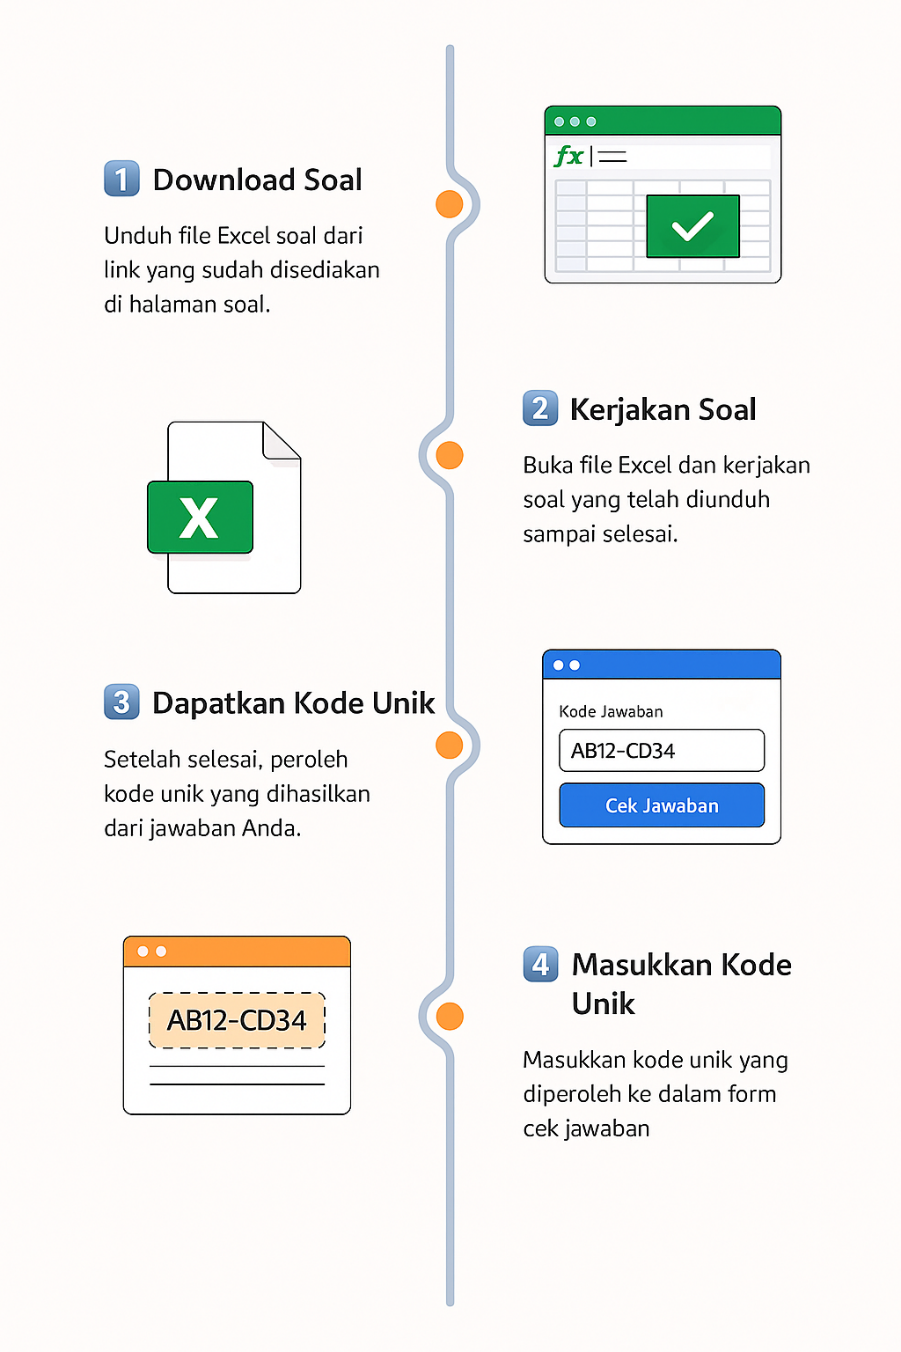 1 Download Soal
Unduh file Excel soal dari
link yang sudah disediakan
di halaman soal.
fx
2 Kerjakan Soal
Buka file Excel dan kerjakan
soal yang telah diunduh
sampai selesai.
X
3 Dapatkan Kode Unik
Setelah selesai, peroleh
kode unik yang dihasilkan
dari jawaban Anda.
Kode Jawaban
AB12-CD34
Cek Jawaban
AB12-CD34
4 Masukkan Kode
Unik
Masukkan kode unik yang
diperoleh ke dalam form
cek jawaban